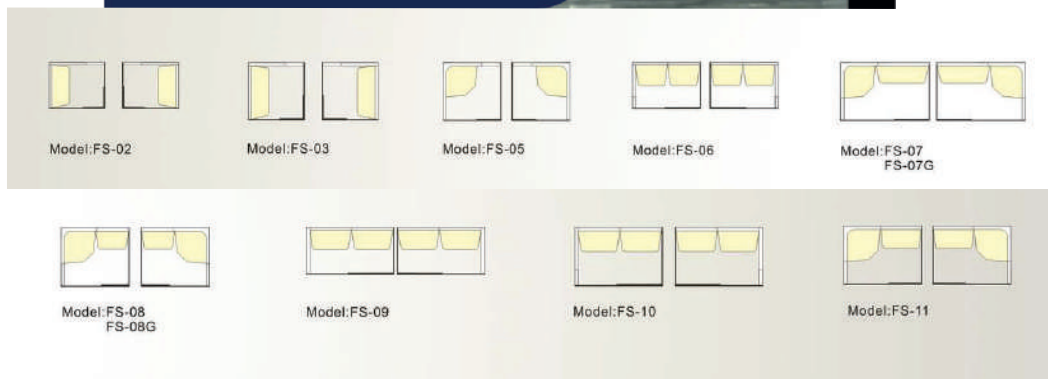 Model:FS-02
Model:FS-03
Model:FS-05
Model:FS-06
Model:FS-07
FS-07G
Model:FS-08
FS-08G
Model:FS-09
Model:FS-10
Model:FS-11